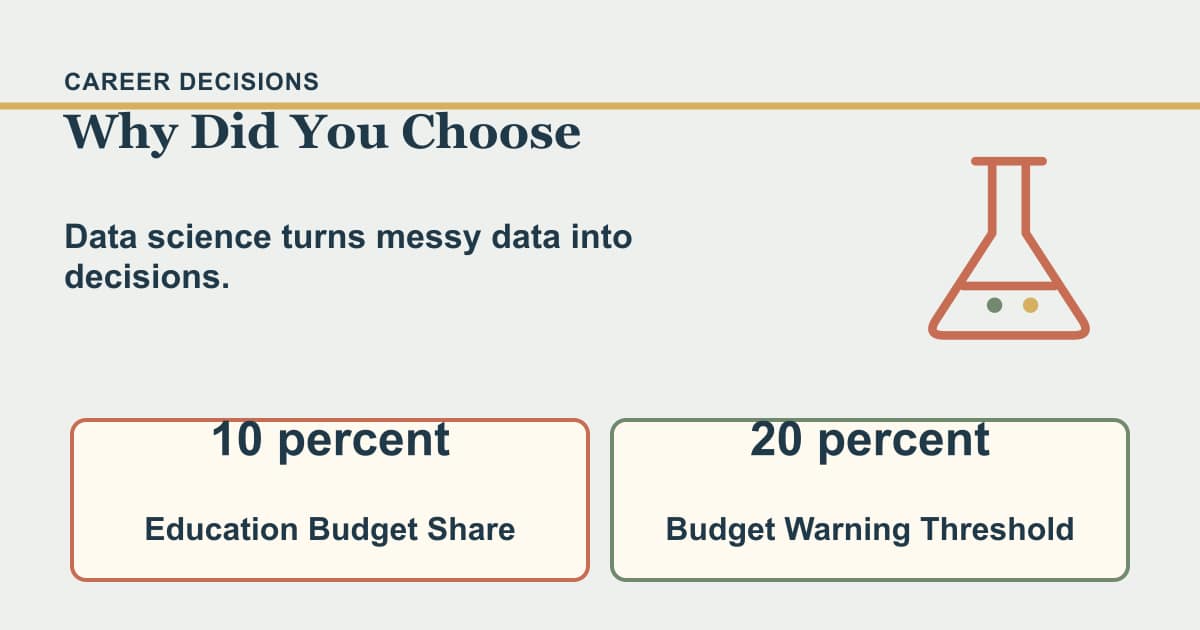 CAREER DECISIONS
Why Did You Choose
Data science turns messy data into
decisions.
10 percent
Education Budget Share
20 percent
Budget Warning Threshold